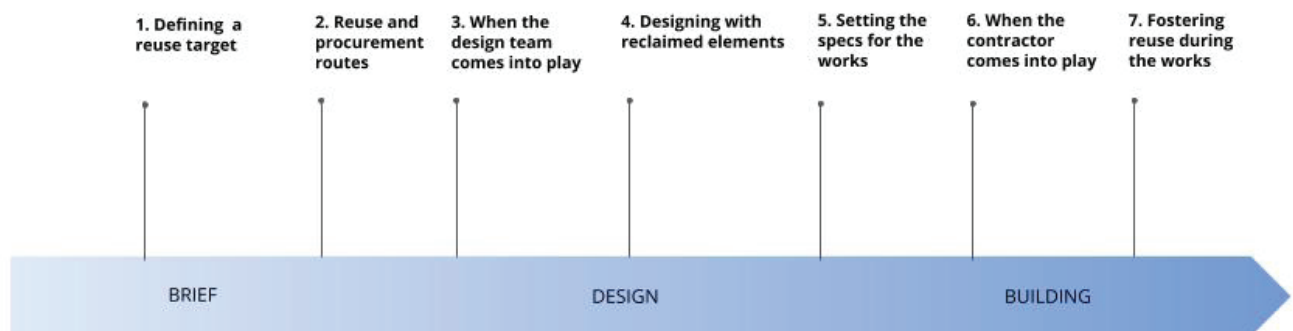 1. Defining a
reuse target
2. Reuse and
procurement
routes
3. When the
design team
comes into play
4. Designing with
reclaimed elements
5. Setting the
specs for the
works
6. When the
contractor
comes into play
7. Fostering
reuse during
the works
BRIEF
DESIGN
BUILDING